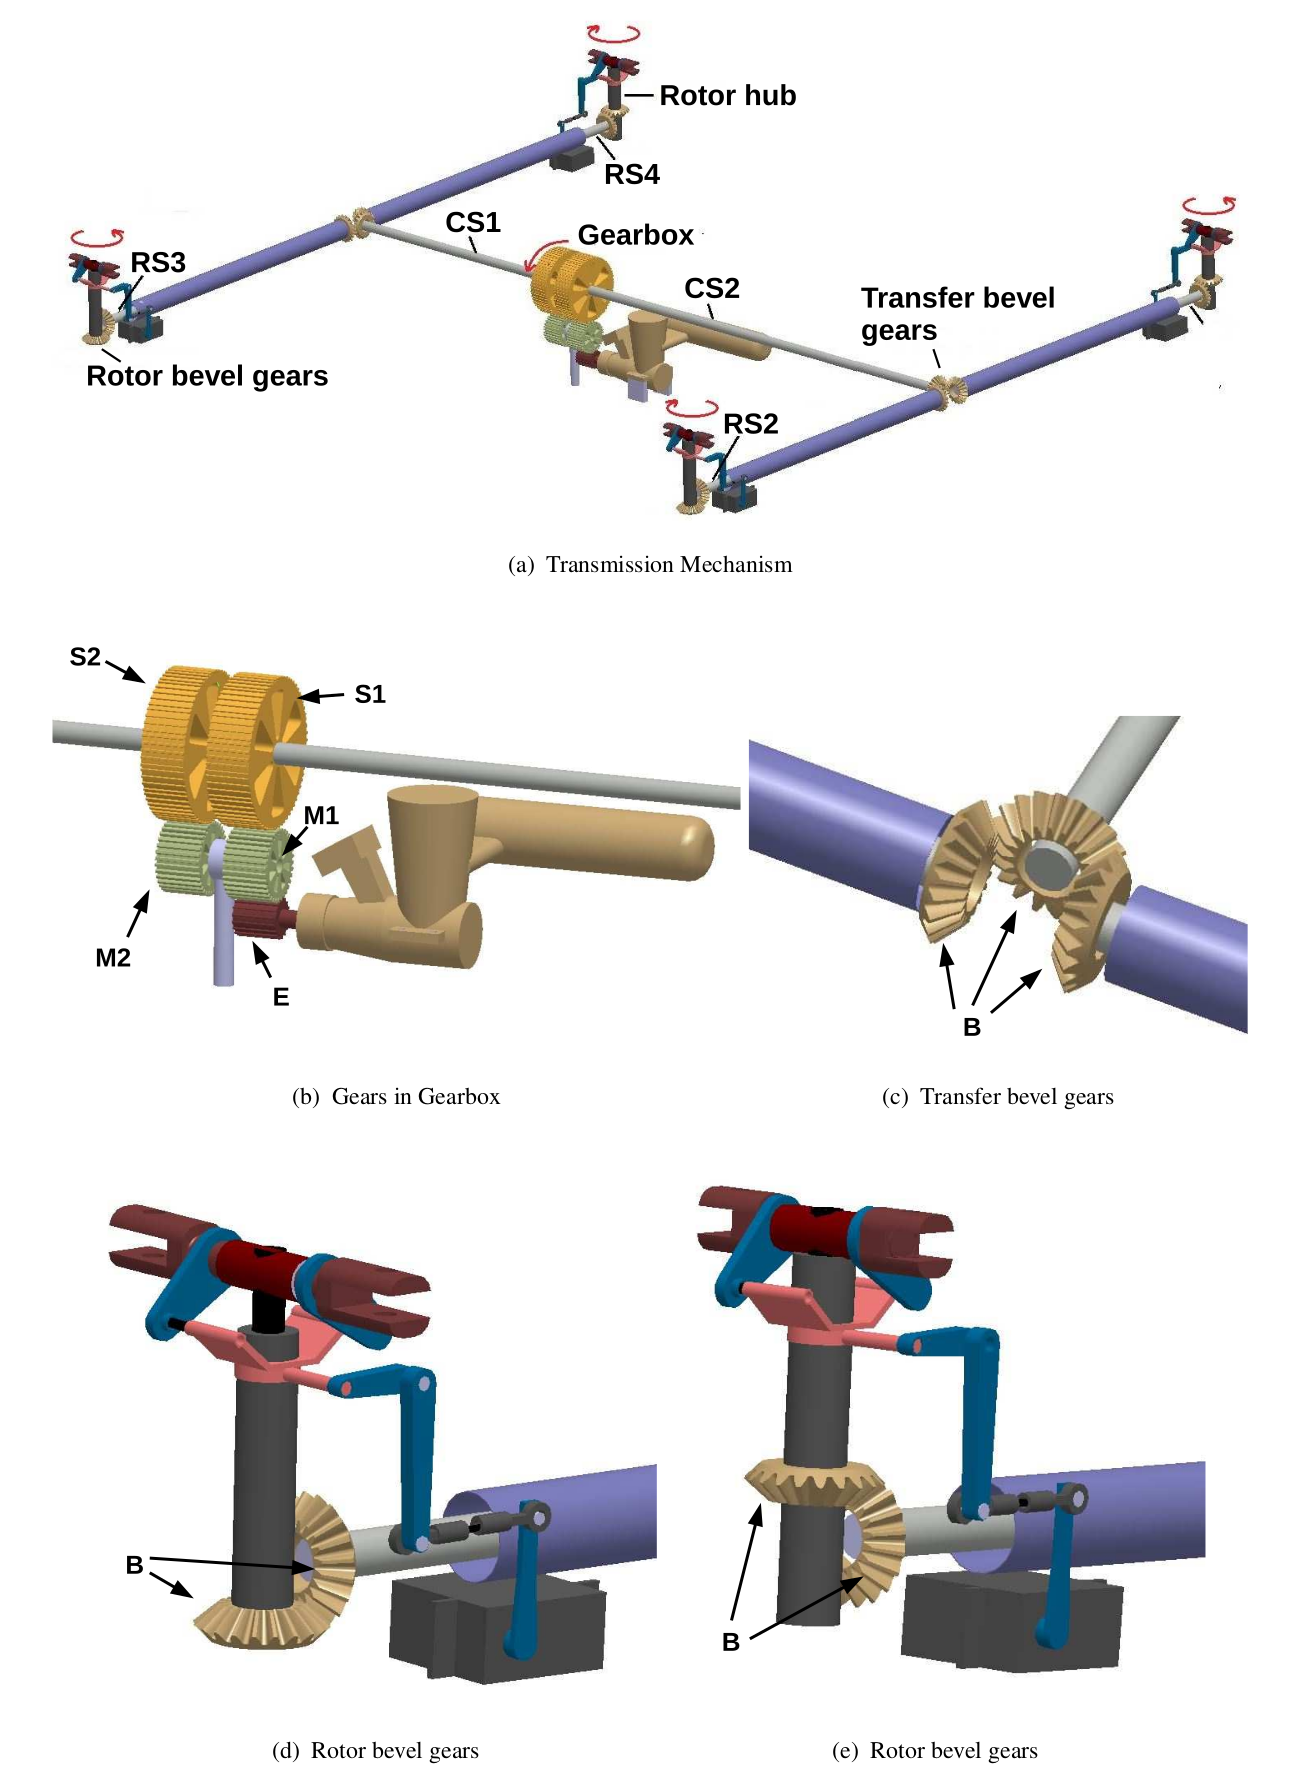 Rotor hub
RS4
CS1
Gearbox
RS3
CS2
Transfer bevel
gears
Rotor bevel gears
RS2
(a) Transmission Mechanism
S2
S1
M1
M2
E
B
(b) Gears in Gearbox
(c) Transfer bevel gears
B
B
(d) Rotor bevel gears
(e) Rotor bevel gears